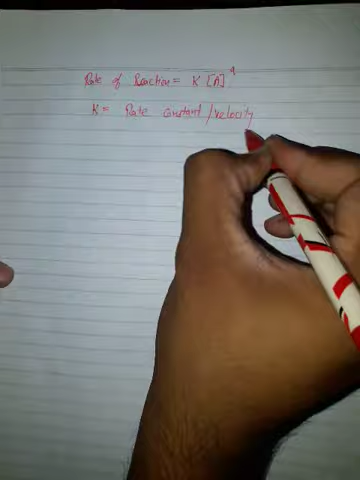 Rate of Reaction = K [A]ᵃ
K = Rate constant / velocity